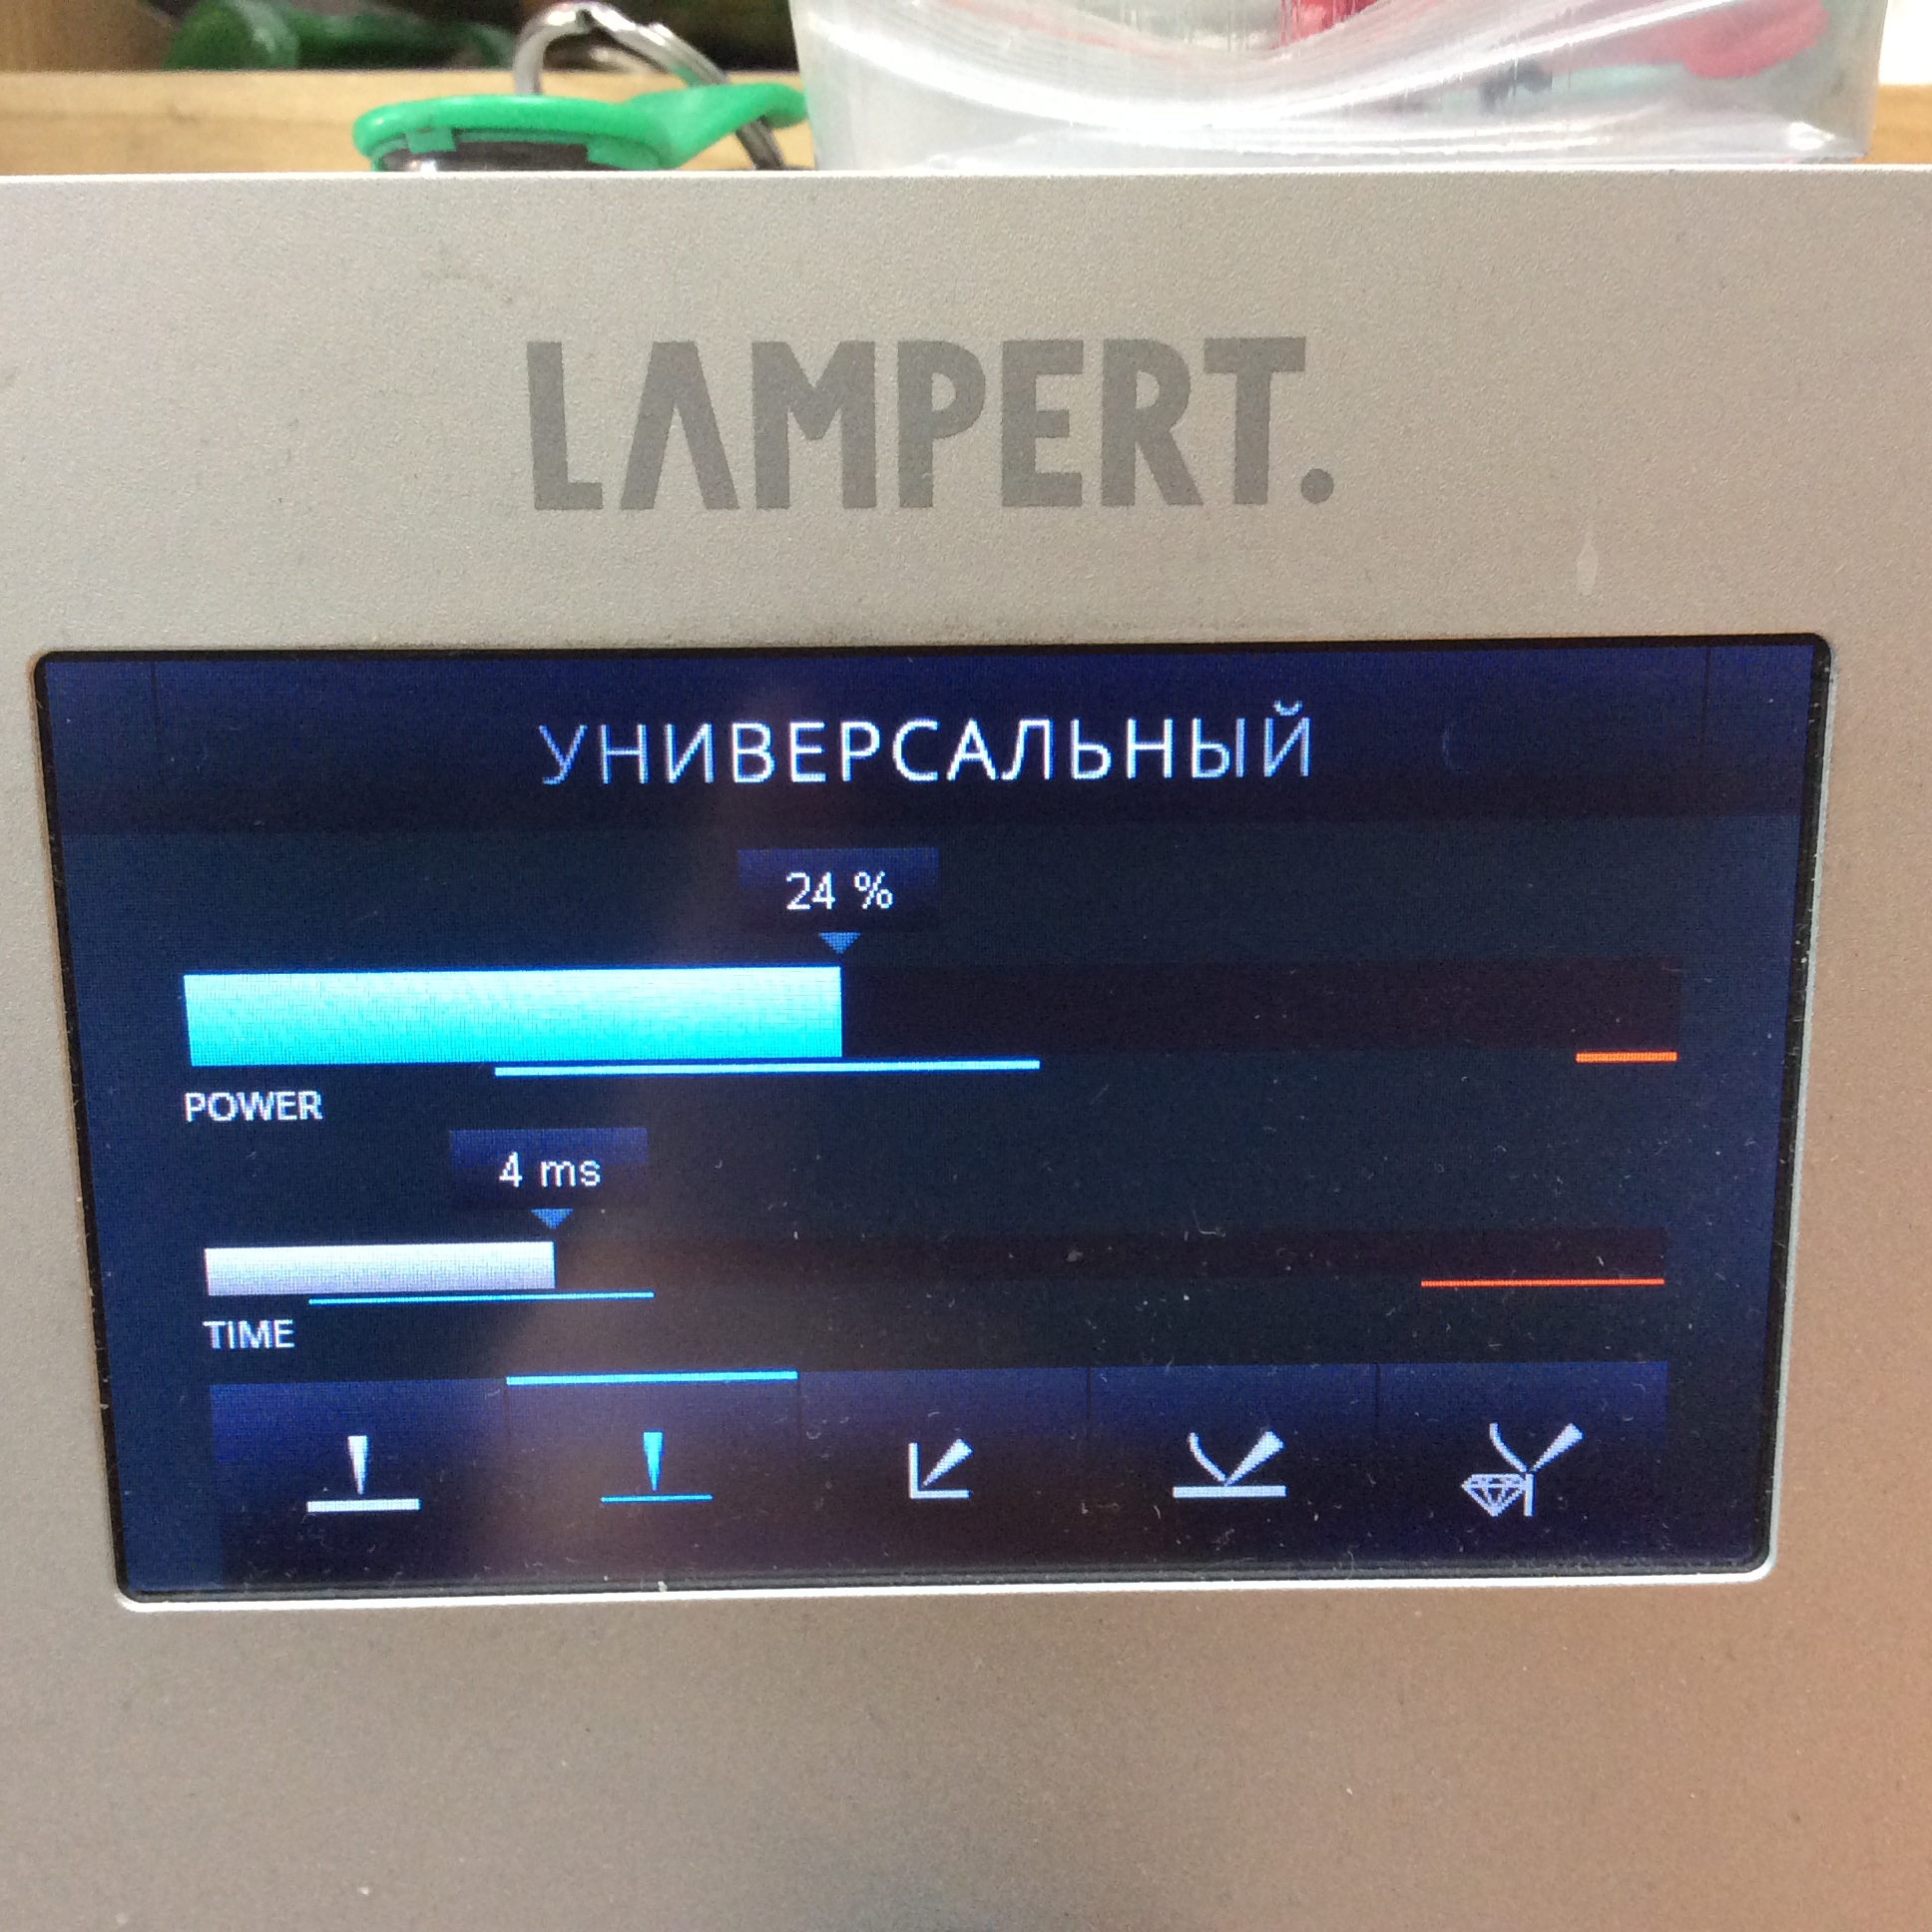 LAMPERT.
УНИВЕРСАЛЬНЫЙ
24 %
POWER
4 ms
TIME